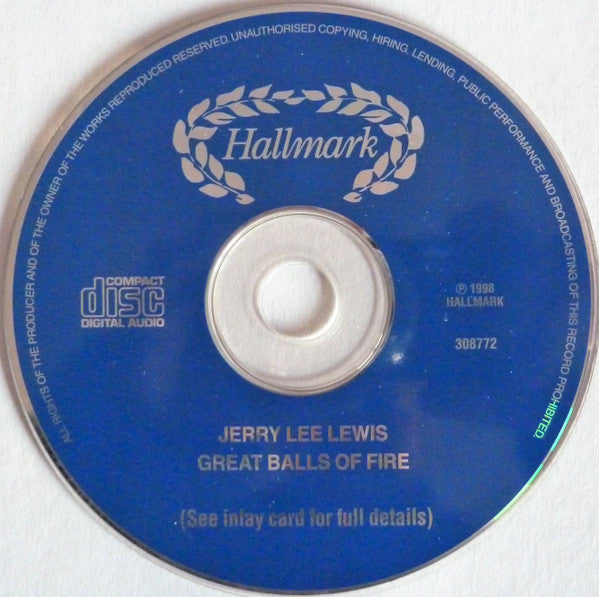 ALL RIGHTS OF THE PRODUCER AND OF THE OWNER OF THE WORKS REPRODUCED RESERVED. UNAUTHORISED COPYING, HIRING. LENDING, PUBLIC PERFORMANCE AND BROADCASTING OF THIS RECORD PROHIBITED.
Hallmark
COMPACT
disc
DIGITAL AUDIO
℗ 1998
HALLMARK
308772
JERRY LEE LEWIS
GREAT BALLS OF FIRE
(See inlay card for full details)